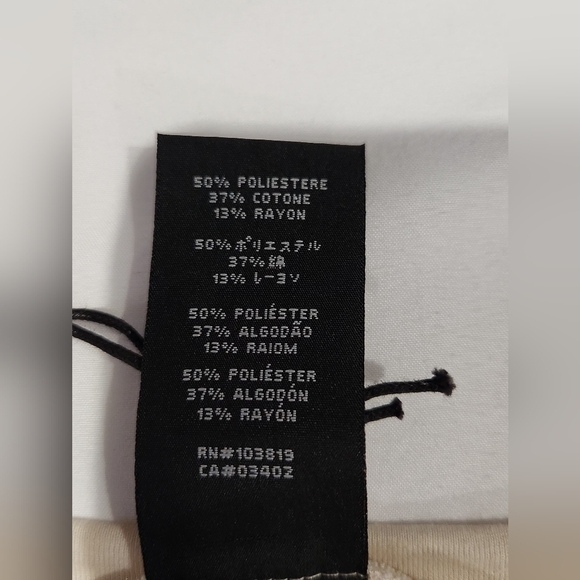 50% POLIESTERE
37% COTONE
13% RAYON
50% ポリエステル
37% 綿
13% レーヨン
50% POLIÉSTER
37% ALGODÃO
13% RAIOM
50% POLIÉSTER
37% ALGODÓN
13% RAYÓN
RN#103819
CA#03402